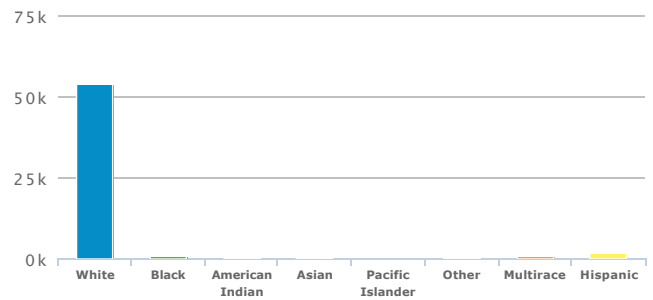 75k
50k
25k
0k
White Black American Indian Asian Pacific Islander Other Multirace Hispanic